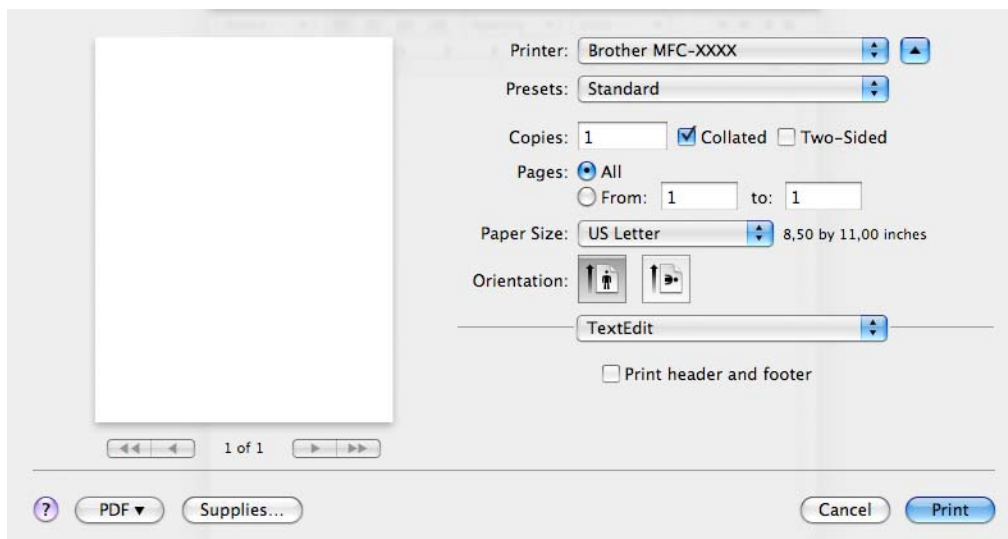 Printer: Brother MFC-XXXX
Presets: Standard
Copies: 1 Collated Two-Sided
Pages: All
From: 1 to: 1
Paper Size: US Letter 8,50 by 11,00 inches
Orientation:
TextEdit
Print header and footer
1 of 1
? PDF Supplies... Cancel Print